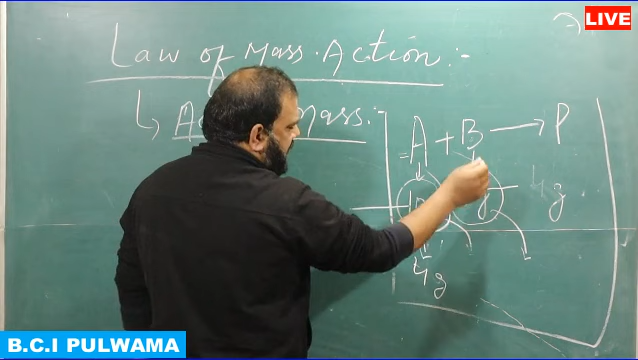 LIVE
Law of Mass Action :-
Mass :-
A + B → P
4g
4g
B.C.I PULWAMA